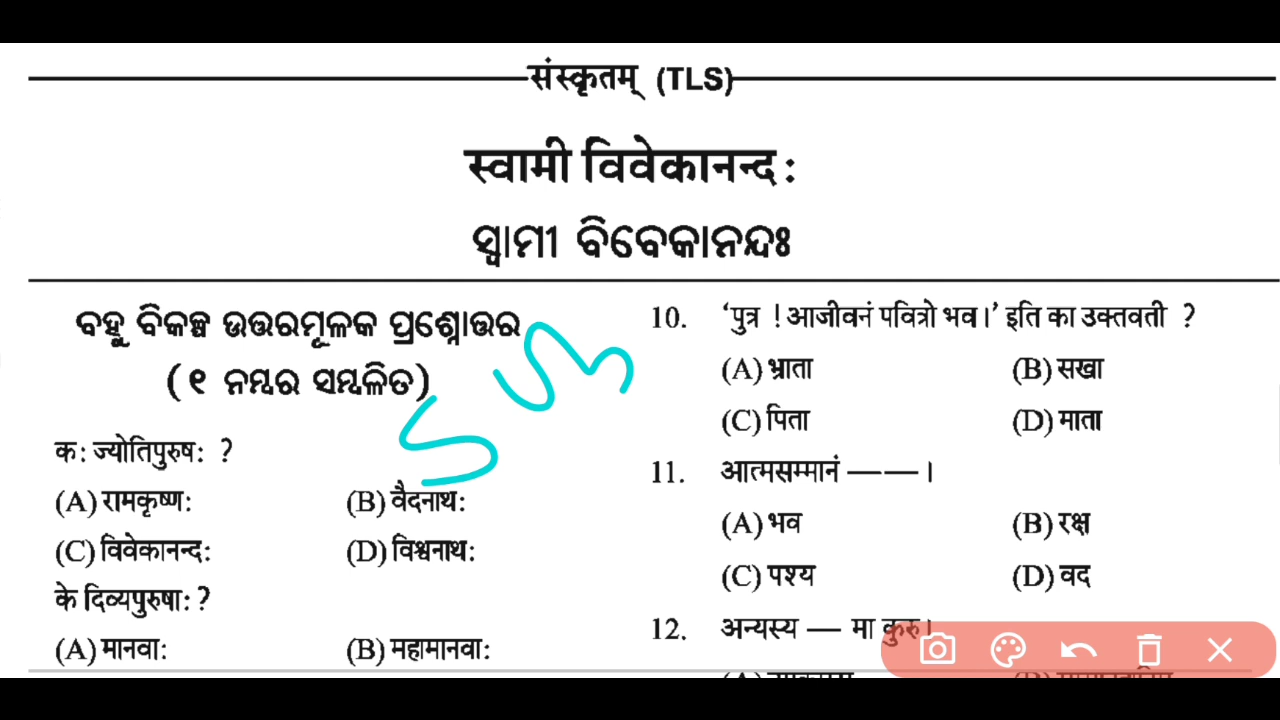 संस्कृतम् (TLS)
स्वामी विवेकानन्दः
ସ୍ୱାମୀ ବିବେକାନନ୍ଦଃ
ବହୁ ବିକଳ୍ପ ଉତ୍ତରମୂଳକ ପ୍ରଶ୍ନୋତ୍ତର
(୧ ନମ୍ବର ସମ୍ବଳିତ)
कः ज्योतिपुरुषः ?
(A) रामकृष्णः (B) वैदनाथः
(C) विवेकानन्दः (D) विश्वनाथः
के दिव्यपुरुषाः ?
(A) मानवाः (B) महामानवाः
10. ‘पुत्र ! आजीवनं पवित्रो भव।’ इति का उक्तवती ?
(A) भ्राता (B) सखा
(C) पिता (D) माता
11. आत्मसम्मानं — — ।
(A) भव (B) रक्ष
(C) पश्य (D) वद
12. अन्यस्य — मा कुरु।